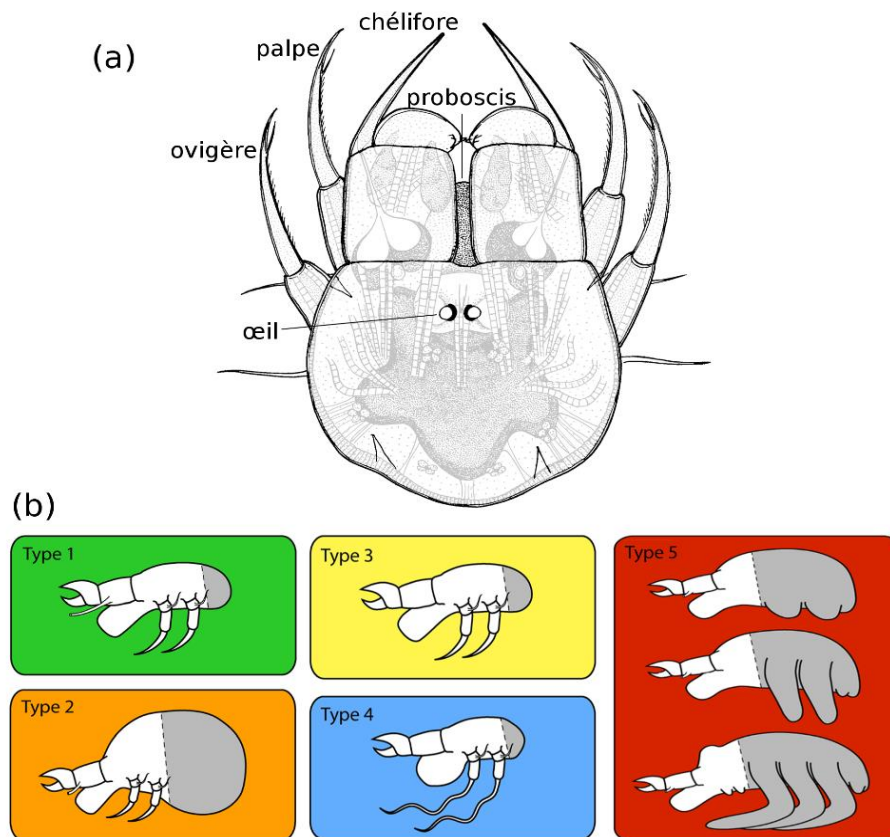 chélifore
(a)
palpe
proboscis
ovigère
œil
(b)
Type 1
Type 3
Type 5
Type 2
Type 4